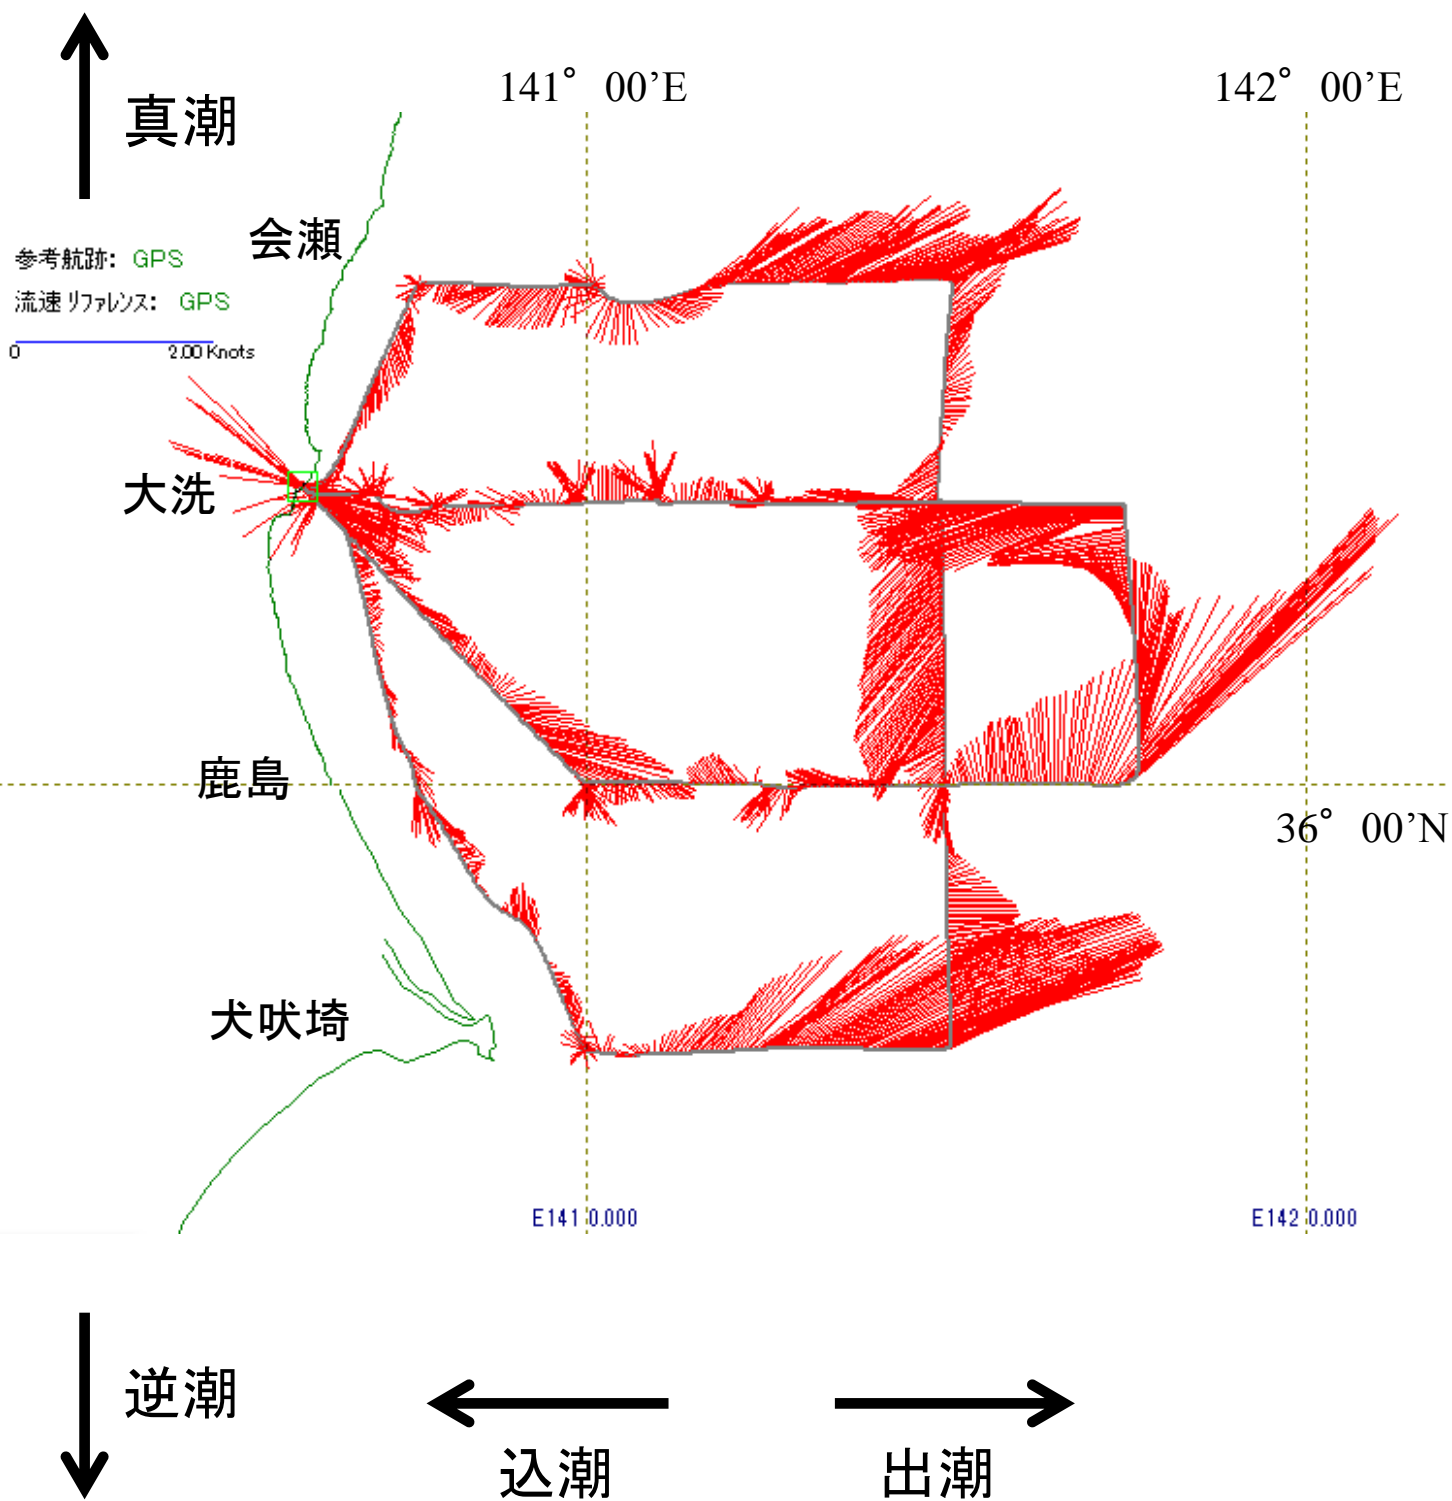 141° 00’E
142° 00’E
真潮
会瀬
参考航跡: GPS
流速 リファレンス: GPS
0 2.00 Knots
大洗
鹿島
36° 00’N
犬吠埼
E141 0.000
E142 0.000
逆潮
込潮
出潮